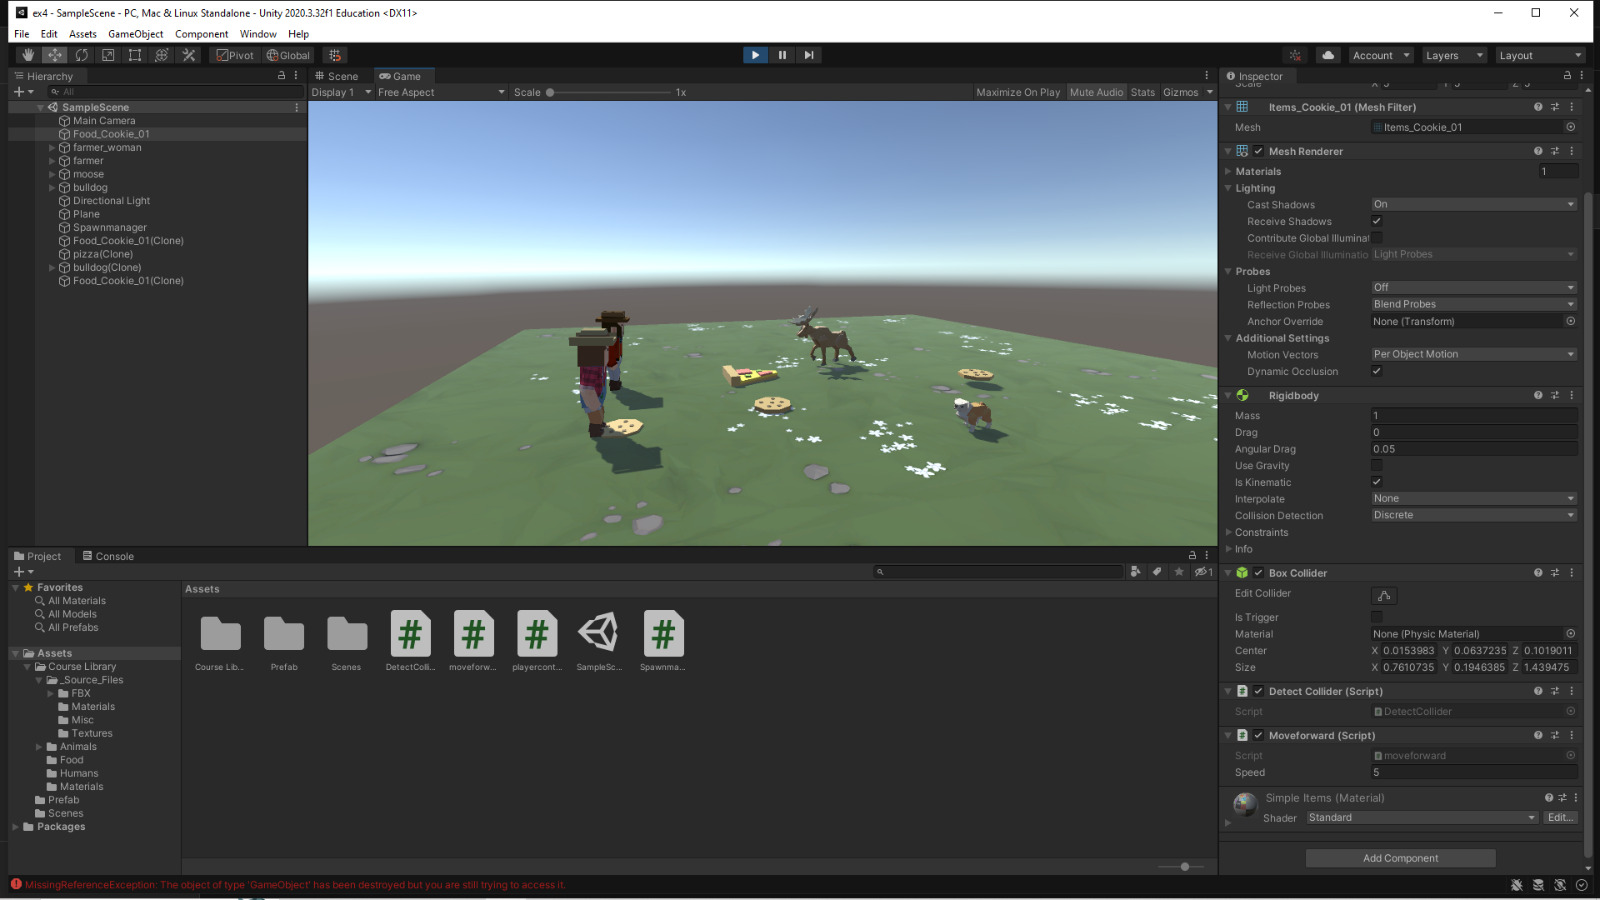 ex4 - SampleScene - PC, Mac & Linux Standalone - Unity 2020.3.32f1 Education <DX11>
File Edit Assets GameObject Component Window Help
Pivot Global Account Layers Layout
Hierarchy
All
SampleScene
Main Camera
Food_Cookie_01
farmer_woman
farmer
moose
bulldog
Directional Light
Plane
Spawnmanager
Food_Cookie_01(Clone)
pizza(Clone)
bulldog(Clone)
Food_Cookie_01(Clone)
Scene Game
Display 1 Free Aspect Scale 1x Maximize On Play Mute Audio Stats Gizmos
Inspector
Scale X 5 Y 5 Z 5
Items_Cookie_01 (Mesh Filter)
Mesh Items_Cookie_01
Mesh Renderer
Materials 1
Lighting
Cast Shadows On
Receive Shadows
Contribute Global Illuminat
Receive Global Illuminatio Light Probes
Probes
Light Probes Off
Reflection Probes Blend Probes
Anchor Override None (Transform)
Additional Settings
Motion Vectors Per Object Motion
Dynamic Occlusion
Rigidbody
Mass 1
Drag 0
Angular Drag 0.05
Use Gravity
Is Kinematic
Interpolate None
Collision Detection Discrete
Constraints
Info
Box Collider
Edit Collider
Is Trigger
Material None (Physic Material)
Center X 0.0153983 Y 0.0637235 Z 0.1019011
Size X 0.7610735 Y 0.1946385 Z 1.439475
Detect Collider (Script)
Script DetectCollider
Moveforward (Script)
Script moveforward
Speed 5
Simple Items (Material)
Shader Standard Edit...
Add Component
Project Console
1
Favorites
All Materials
All Models
All Prefabs
Assets
Course Library
_Source_Files
FBX
Materials
Misc
Textures
Animals
Food
Humans
Materials
Prefab
Scenes
Packages
Assets
Course Lib... Prefab Scenes DetectColli... moveforw... playercont... SampleSc... Spawnma...
MissingReferenceException: The object of type 'GameObject' has been destroyed but you are still trying to access it.